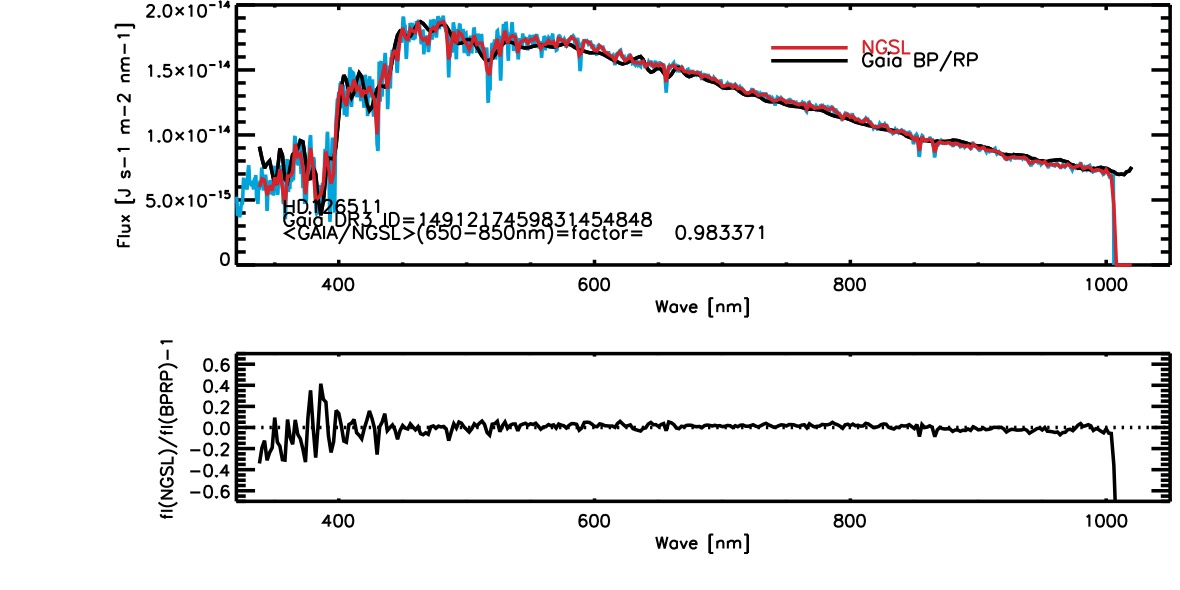 2.0×10−14
1.5×10−14
1.0×10−14
5.0×10−15
0
Flux [J s−1 m−2 nm−1]
NGSL
Gaia BP/RP
HD126511
Gaia DR3 ID=1491217459831454848
<GAIA/NGSL>(650−850nm)=factor= 0.983371
400 600 800 1000
Wave [nm]
fl(NGSL)/fl(BPRP)−1
0.6
0.4
0.2
0.0
−0.2
−0.4
−0.6
400 600 800 1000
Wave [nm]